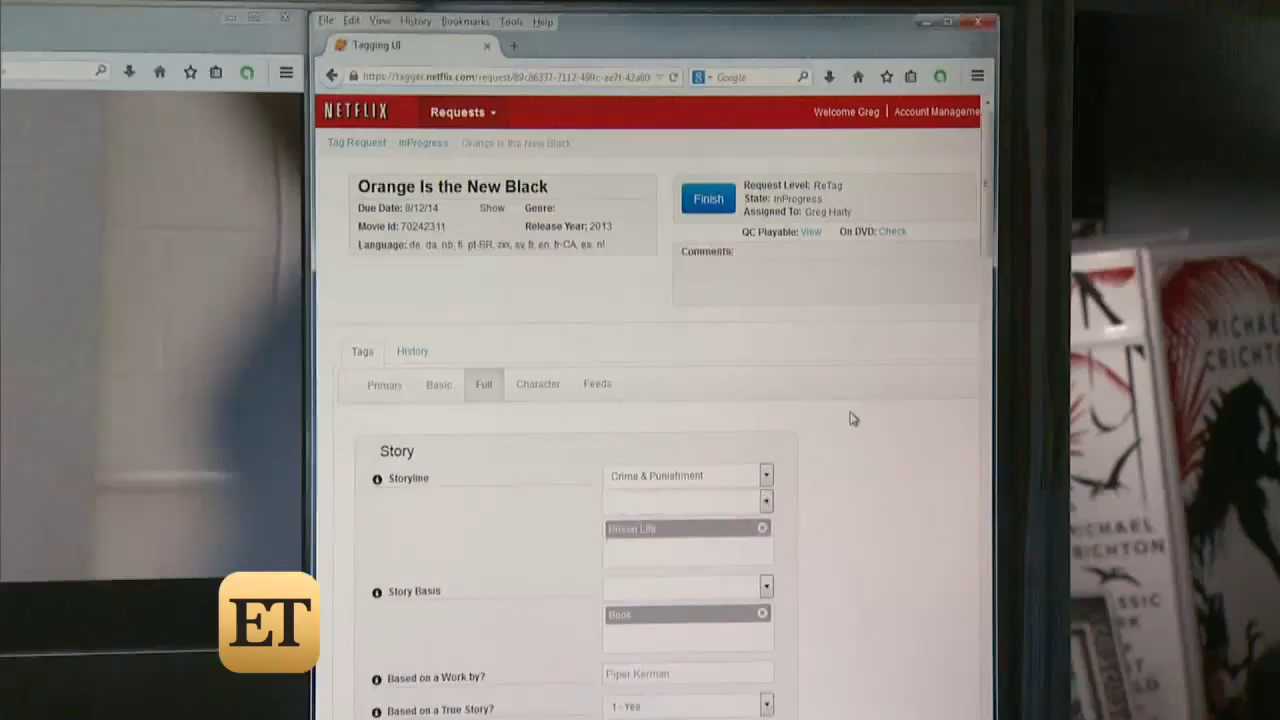 File Edit View History Bookmarks Tools Help
Tagging UI
Google
NETFLIX Requests Welcome Greg | Account Manageme
Tag Request InProgress Orange Is the New Black
Orange Is the New Black
Due Date: 8/12/14 Show Genre:
Movie Id: 70242311 Release Year: 2013
Language: de, da, nb, fi, pt-BR, zxx, sv, fr, en, fr-CA, es, nl
Finish
Request Level: ReTag
State: InProgress
Assigned To: Greg Harty
QC Playable: View On DVD: Check
Comments:
Tags History
Primary Basic Full Character Feeds
Story
Storyline Crime & Punishment
Prison Life
Story Basis
Book
Based on a Work by? Piper Kerman
Based on a True Story? 1 - Yes
ET
MICHAEL
CRICHTON